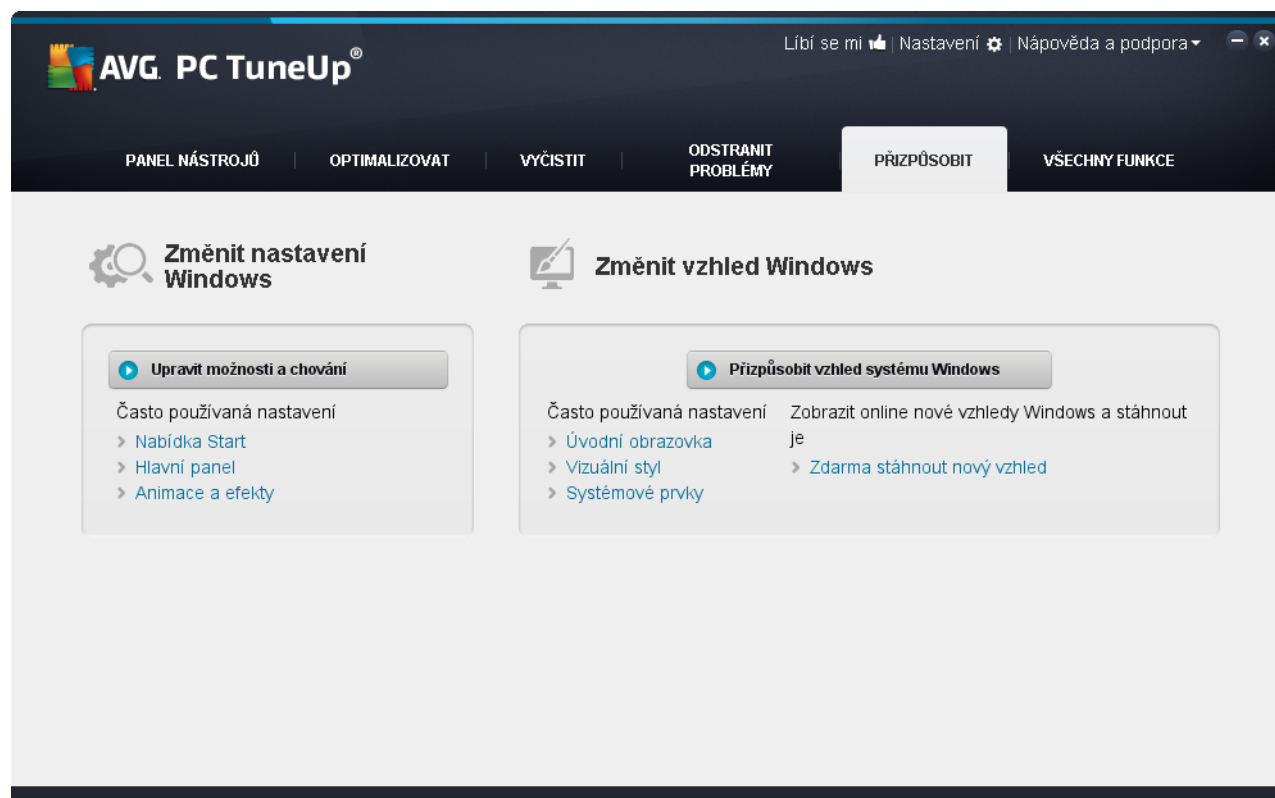 Líbí se mi | Nastavení | Nápověda a podpora
AVG. PC TuneUp®
PANEL NÁSTROJŮ
OPTIMALIZOVAT
VYČISTIT
ODSTRANIT
PROBLÉMY
PŘIZPŮSOBIT
VŠECHNY FUNKCE
Změnit nastavení
Windows
Upravit možnosti a chování
Často používaná nastavení
Nabídka Start
Hlavní panel
Animace a efekty
Změnit vzhled Windows
Přizpůsobit vzhled systému Windows
Často používaná nastavení
Úvodní obrazovka
Vizuální styl
Systémové prvky
Zobrazit online nové vzhledy Windows a stáhnout
je
Zdarma stáhnout nový vzhled